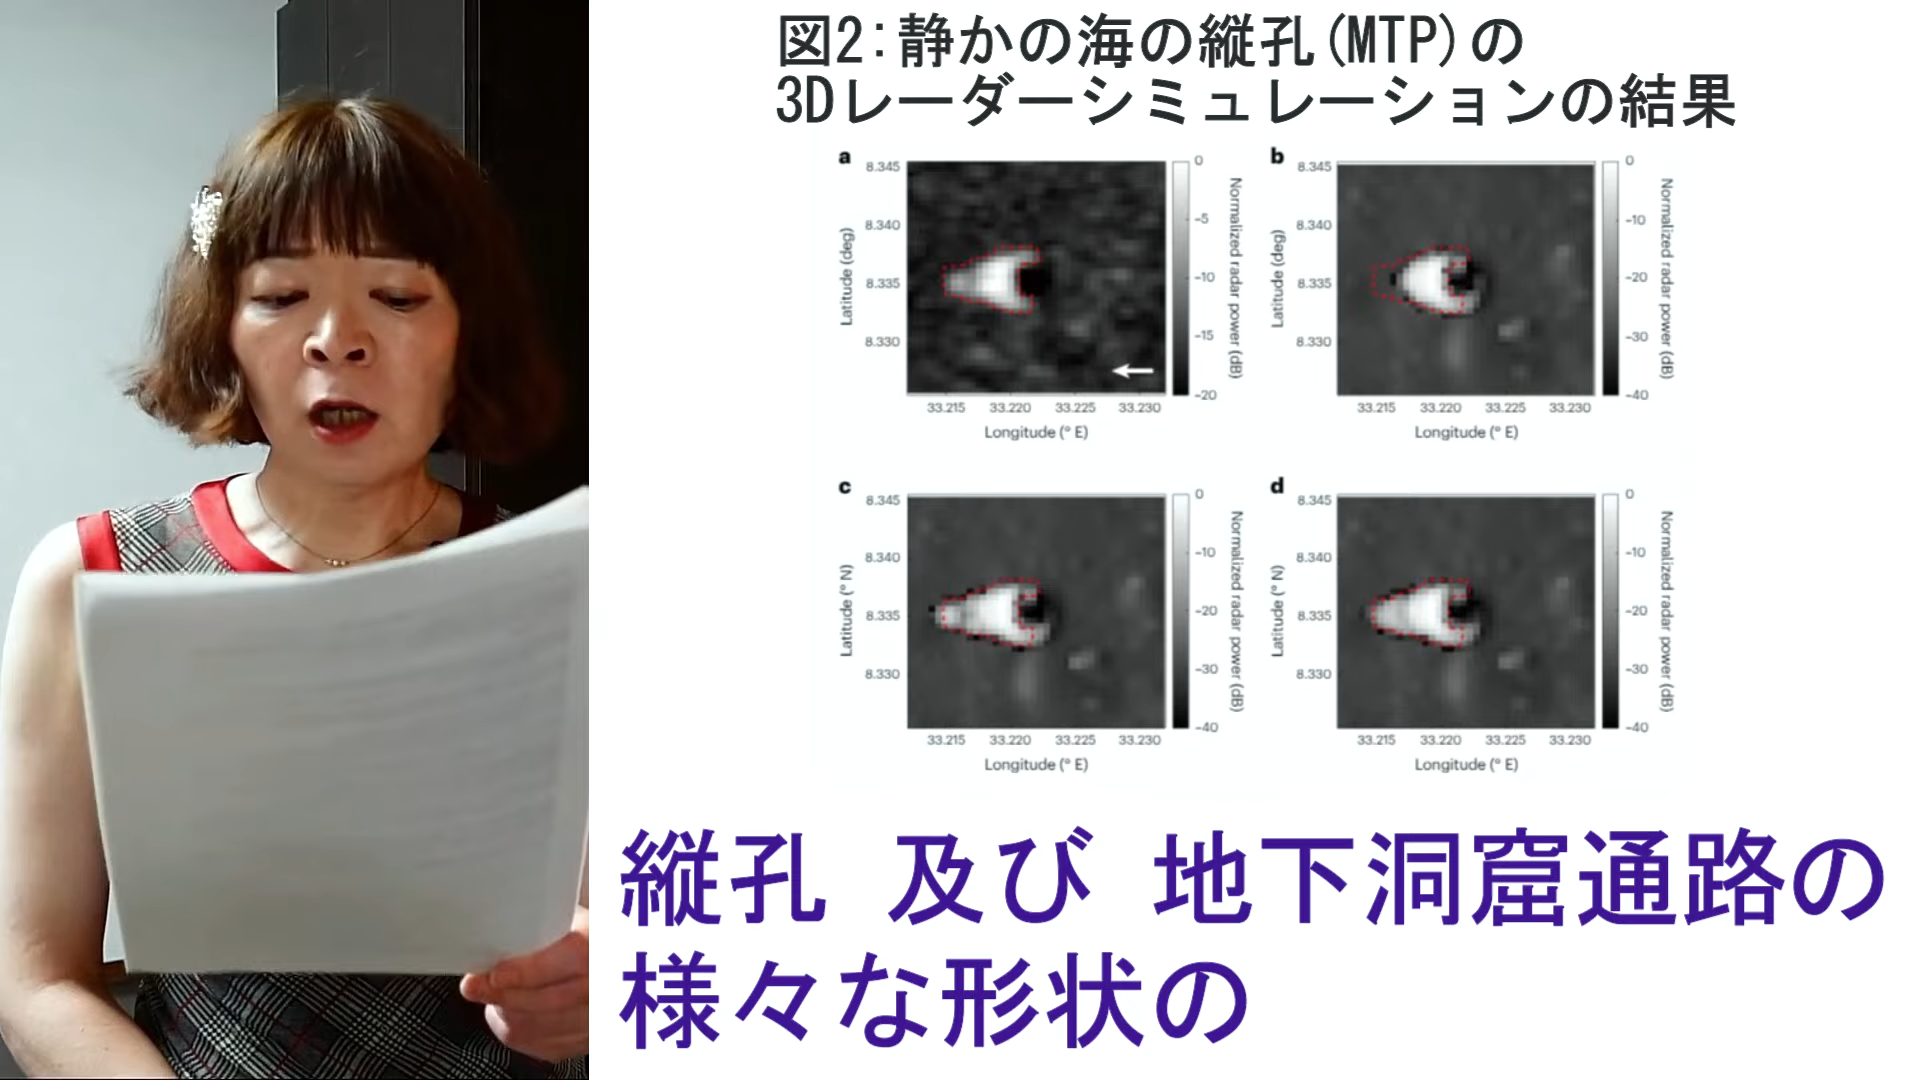 図2:静かの海の縦孔(MTP)の
3Dレーダーシミュレーションの結果
a
8.345
8.340
8.335
8.330
Latitude (deg)
33.215 33.220 33.225 33.230
Longitude (° E)
0
-5
-10
-15
-20
Normalized radar power (dB)
b
8.345
8.340
8.335
8.330
Latitude (deg)
33.215 33.220 33.225 33.230
Longitude (° E)
0
-10
-20
-30
-40
Normalized radar power (dB)
c
8.345
8.340
8.335
8.330
Latitude (° N)
33.215 33.220 33.225 33.230
Longitude (° E)
0
-10
-20
-30
-40
Normalized radar power (dB)
d
8.345
8.340
8.335
8.330
Latitude (° N)
33.215 33.220 33.225 33.230
Longitude (° E)
0
-10
-20
-30
-40
Normalized radar power (dB)
縦孔 及び 地下洞窟通路の
様々な形状の